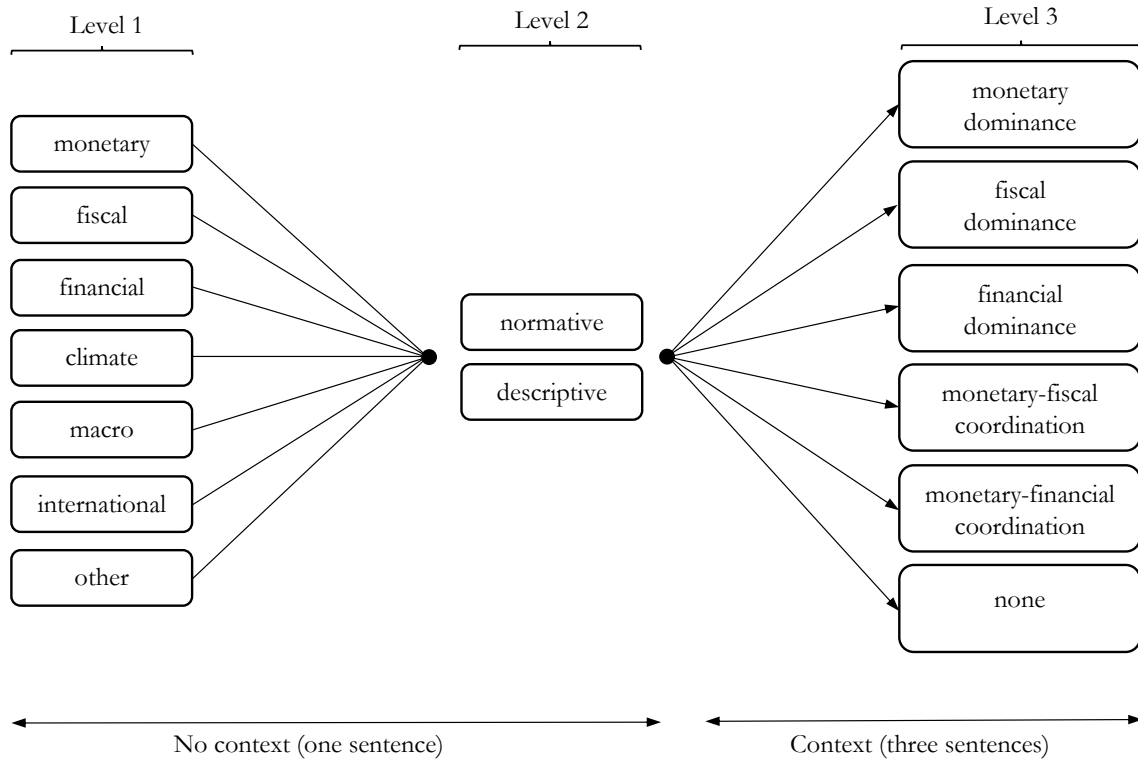 Level 1
Level 2
Level 3
monetary
fiscal
financial
climate
macro
international
other
normative
descriptive
monetary
dominance
fiscal
dominance
financial
dominance
monetary-fiscal
coordination
monetary-financial
coordination
none
No context (one sentence)
Context (three sentences)